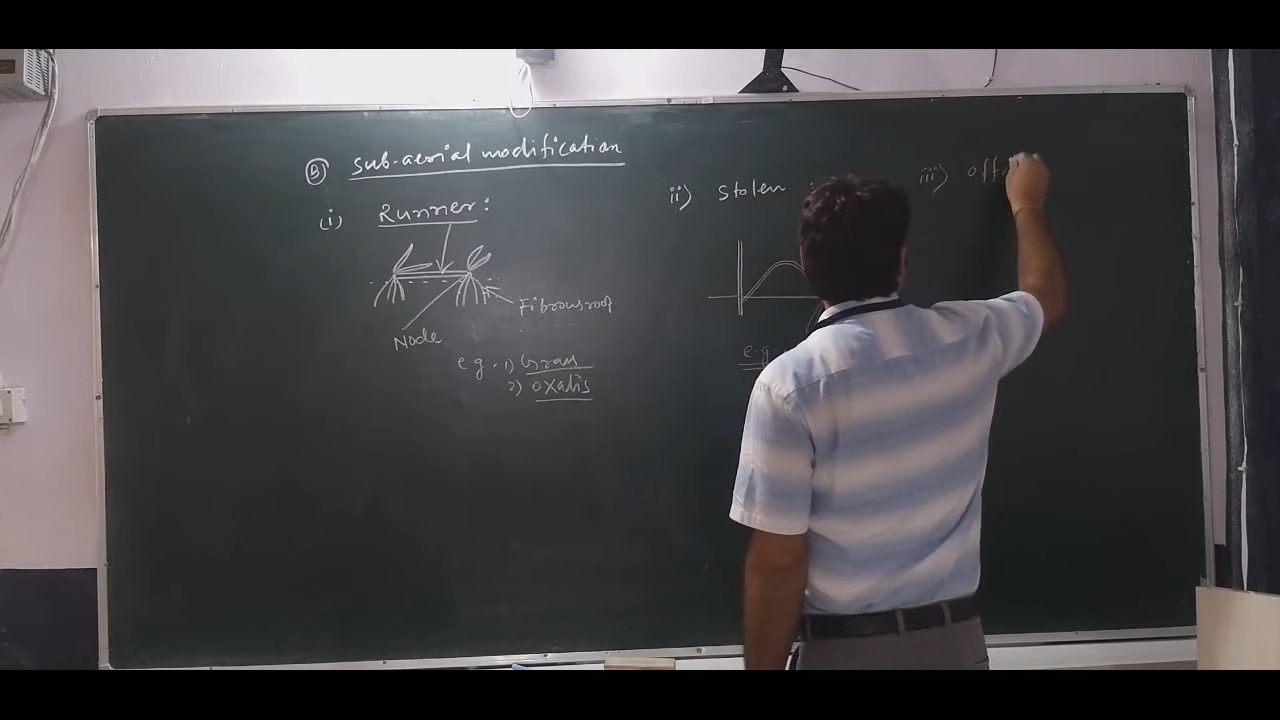 B Sub-aerial modification
(i) Runner:
Fibrous root
Node
e g. 1) Grass
2) Oxalis
ii) Stolen
e.g.
iii) off